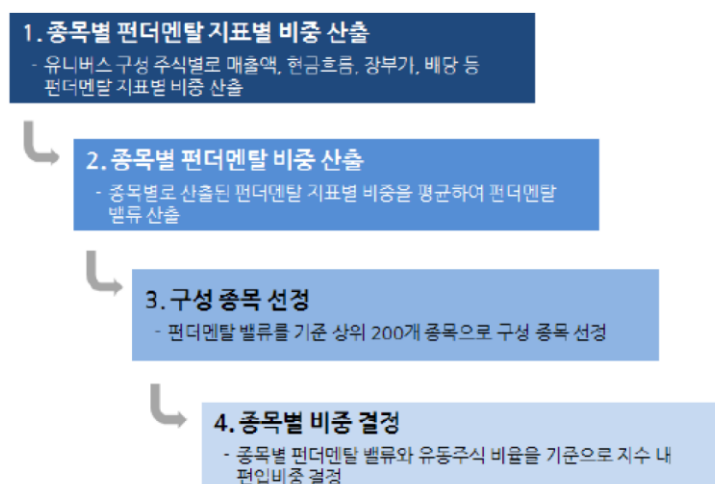 1. 종목별 펀더멘탈 지표별 비중 산출
- 유니버스 구성 주식별로 매출액, 현금흐름, 장부가, 배당 등
펀더멘탈 지표별 비중 산출
2. 종목별 펀더멘탈 비중 산출
- 종목별로 산출된 펀더멘탈 지표별 비중을 평균하여 펀더멘탈
밸류 산출
3. 구성 종목 선정
- 펀더멘탈 밸류를 기준 상위 200개 종목으로 구성 종목 선정
4. 종목별 비중 결정
- 종목별 펀더멘탈 밸류와 유동주식 비율을 기준으로 지수 내
편입비중 결정